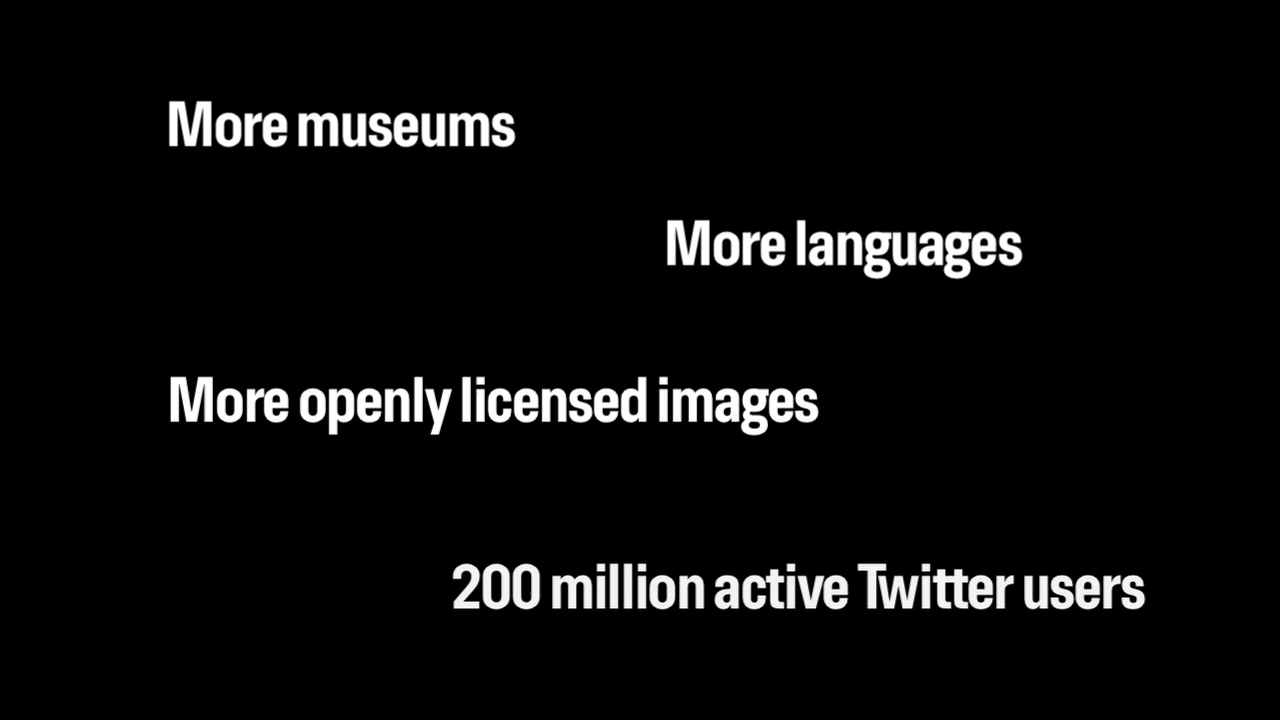 More museums
More languages
More openly licensed images
200 million active Twitter users